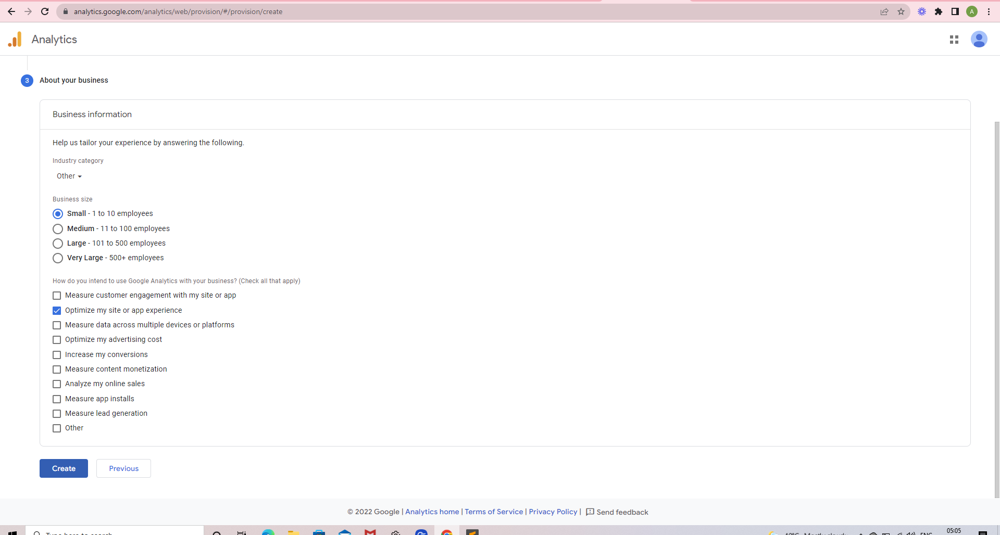 analytics.google.com/analytics/web/provision/#/provision/create
A
Analytics
3 About your business
Business information
Help us tailor your experience by answering the following.
Industry category
Other
Business size
Small - 1 to 10 employees
Medium - 11 to 100 employees
Large - 101 to 500 employees
Very Large - 500+ employees
How do you intend to use Google Analytics with your business? (Check all that apply)
Measure customer engagement with my site or app
Optimize my site or app experience
Measure data across multiple devices or platforms
Optimize my advertising cost
Increase my conversions
Measure content monetization
Analyze my online sales
Measure app installs
Measure lead generation
Other
Create Previous
© 2022 Google | Analytics home | Terms of Service | Privacy Policy | Send feedback
Type here to search
Mostly cloudy ENG 05:05